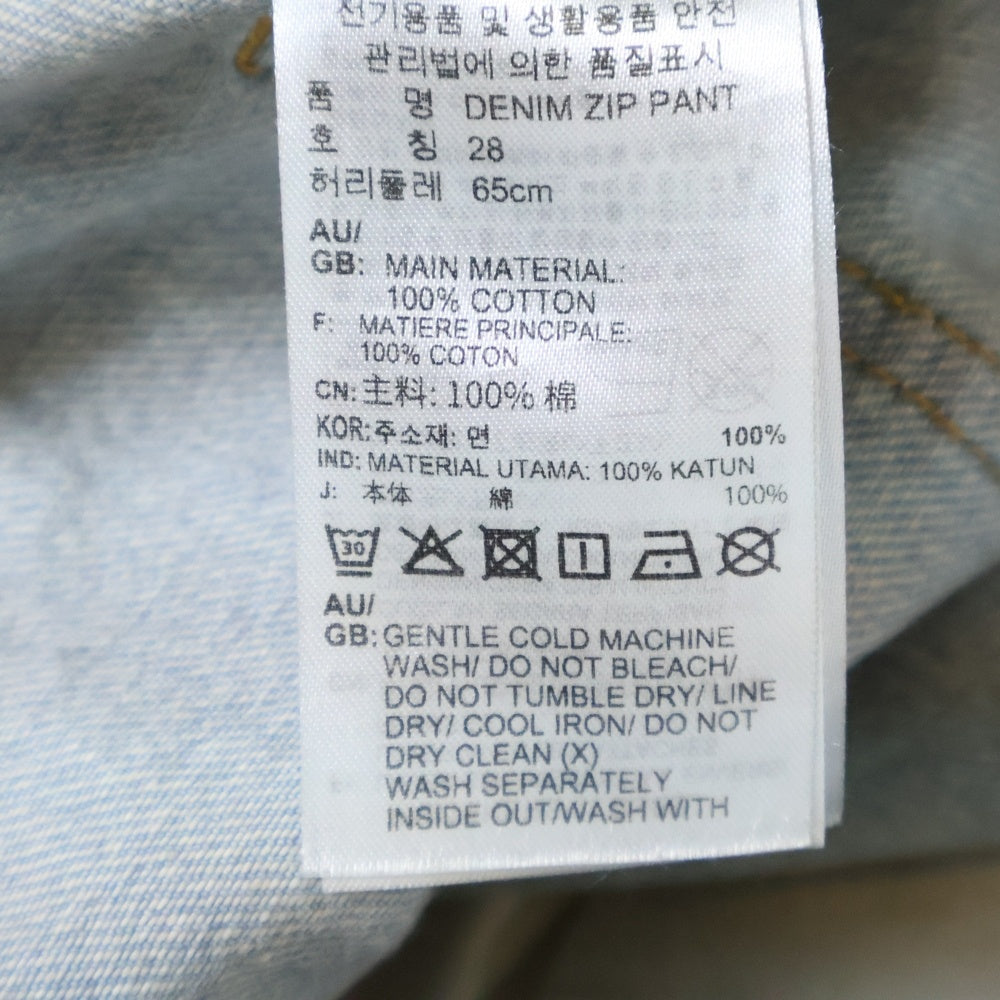 전기용품 및 생활용품 안전
관리법에 의한 품질표시
품 명 DENIM ZIP PANT
호 칭 28
허리둘레 65cm
AU/
GB: MAIN MATERIAL:
100% COTTON
F: MATIERE PRINCIPALE:
100% COTON
CN: 主料: 100% 棉
KOR: 주소재: 면 100%
IND: MATERIAL UTAMA: 100% KATUN
J: 本体 綿 100%
30
AU/
GB: GENTLE COLD MACHINE
WASH/ DO NOT BLEACH/
DO NOT TUMBLE DRY/ LINE
DRY/ COOL IRON/ DO NOT
DRY CLEAN (X)
WASH SEPARATELY
INSIDE OUT/WASH WITH